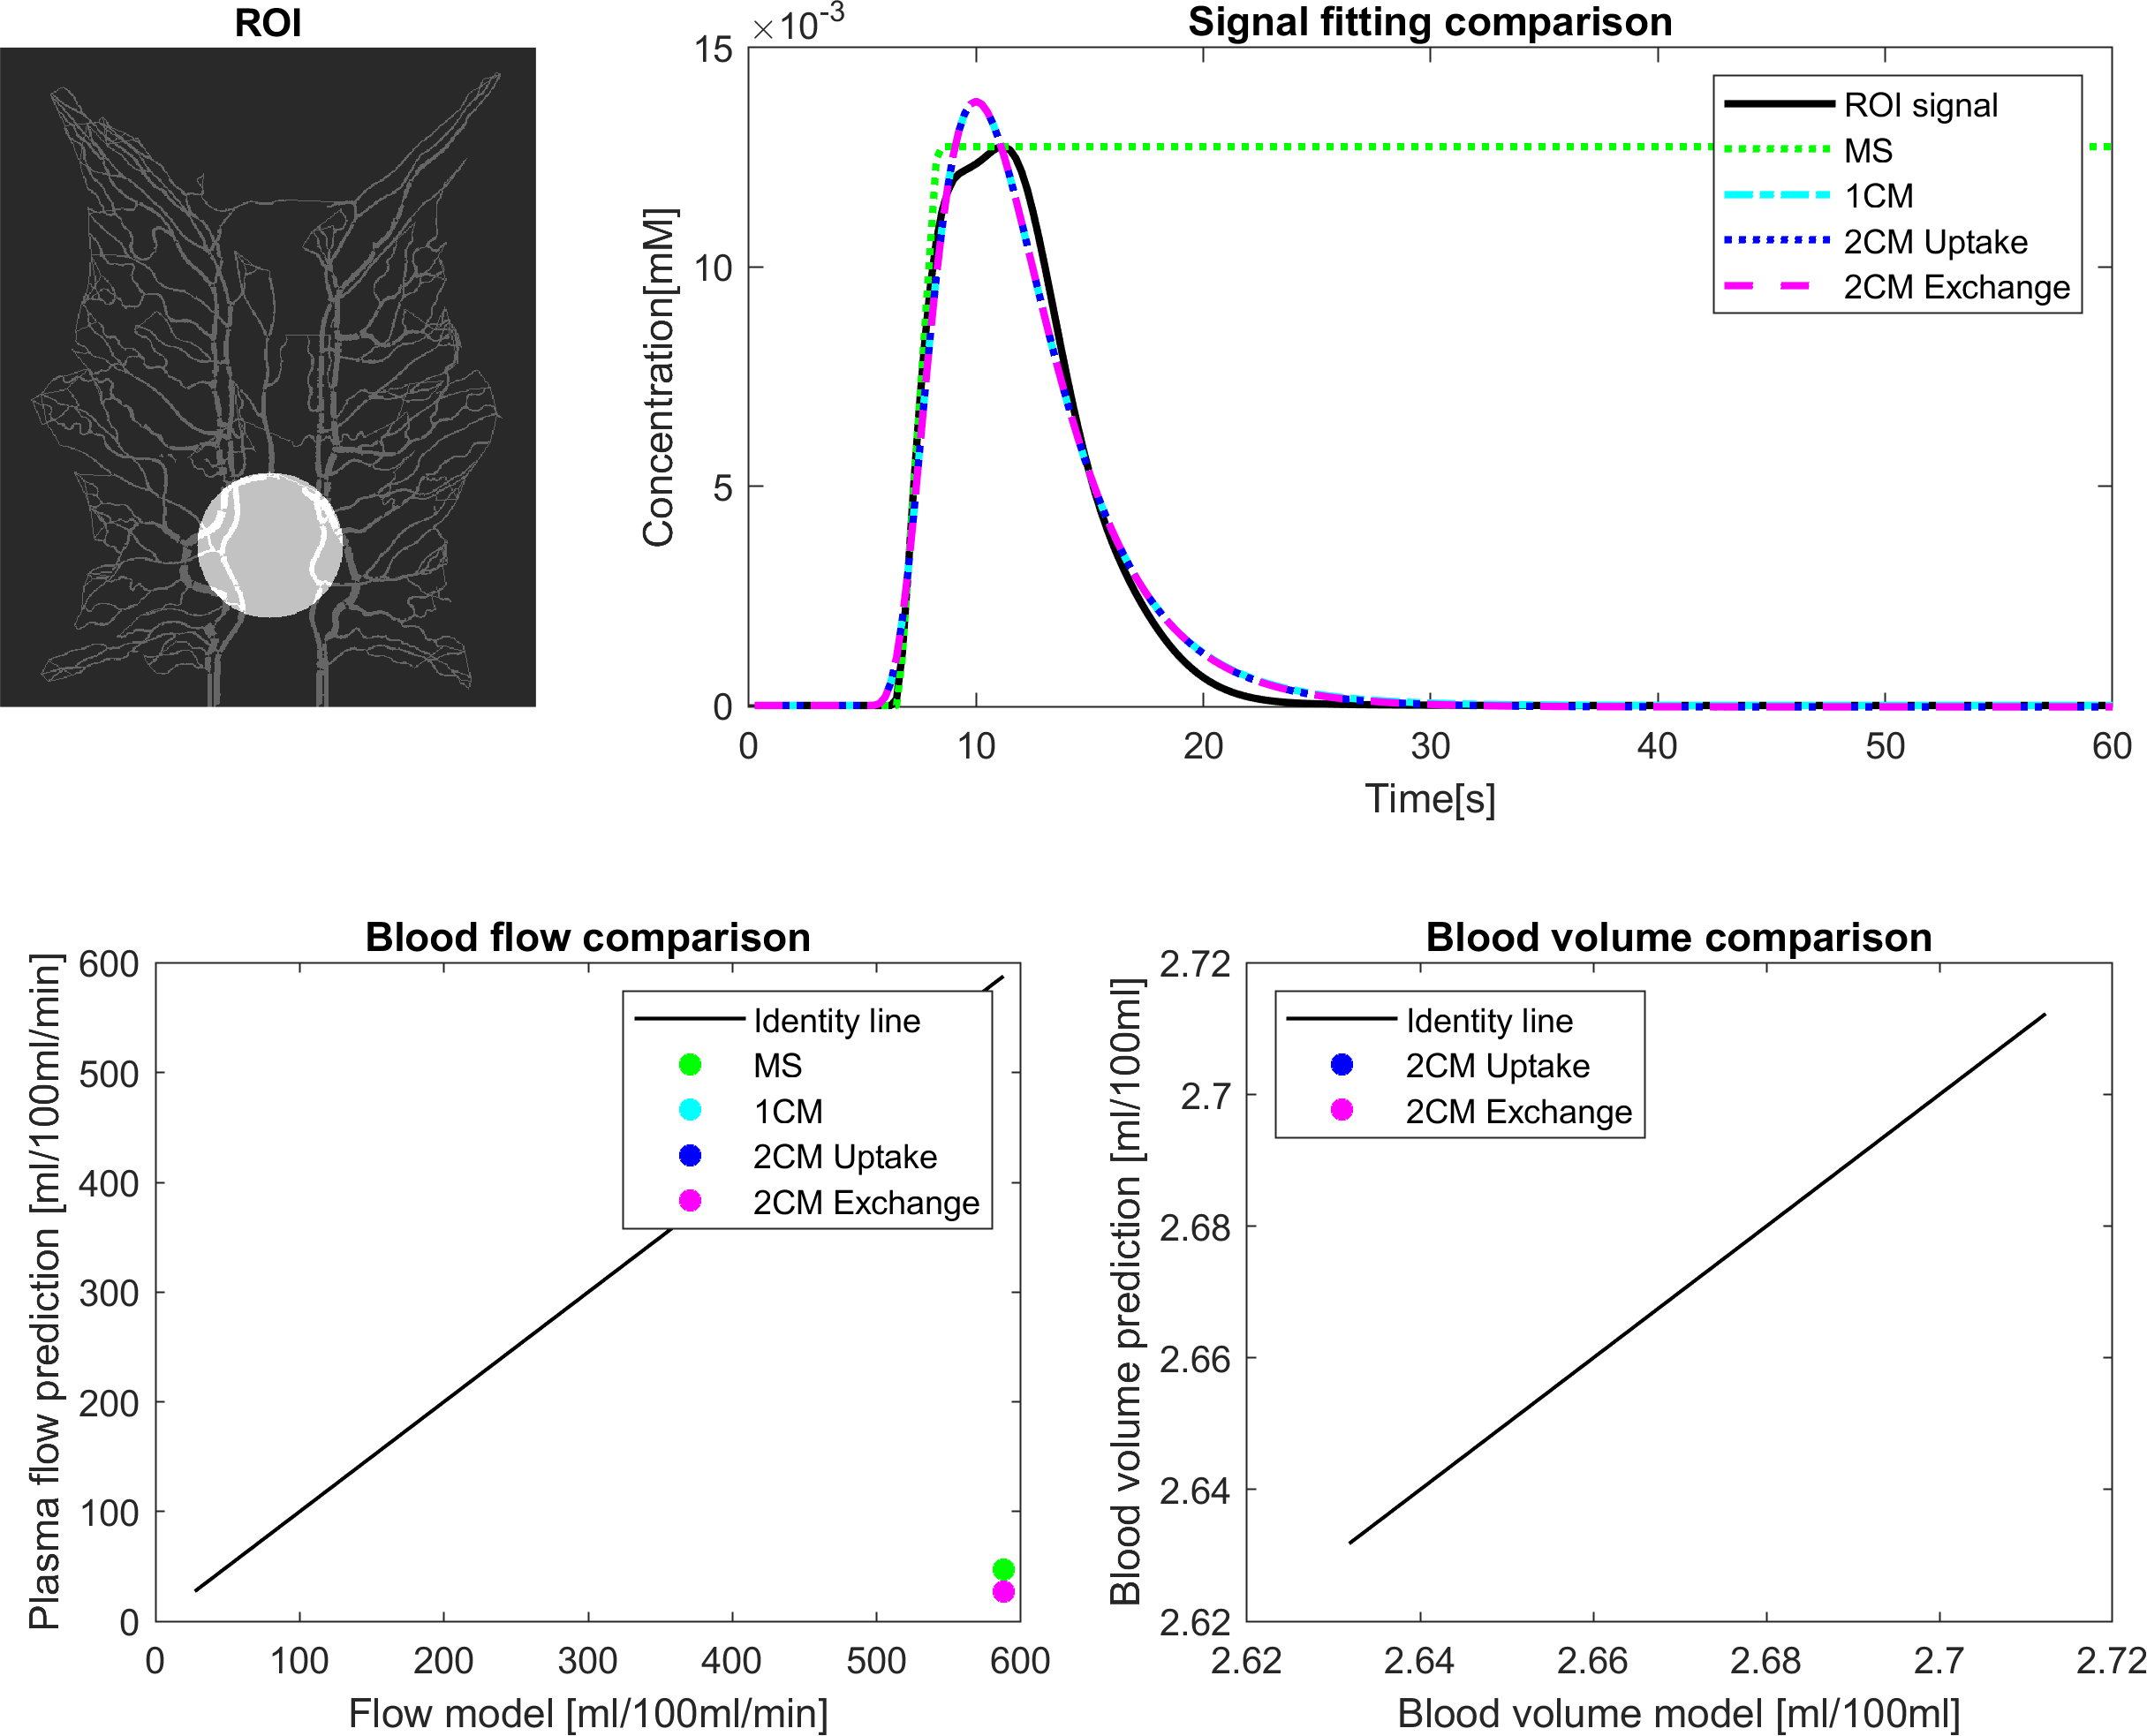 ROI
Signal fitting comparison
×10-3
15
10
5
0
Concentration[mM]
0 10 20 30 40 50 60
Time[s]
ROI signal
MS
1CM
2CM Uptake
2CM Exchange
Blood flow comparison
600
500
400
300
200
100
0
Plasma flow prediction [ml/100ml/min]
0 100 200 300 400 500 600
Flow model [ml/100ml/min]
Identity line
MS
1CM
2CM Uptake
2CM Exchange
Blood volume comparison
2.72
2.7
2.68
2.66
2.64
2.62
Blood volume prediction [ml/100ml]
2.62 2.64 2.66 2.68 2.7 2.72
Blood volume model [ml/100ml]
Identity line
2CM Uptake
2CM Exchange